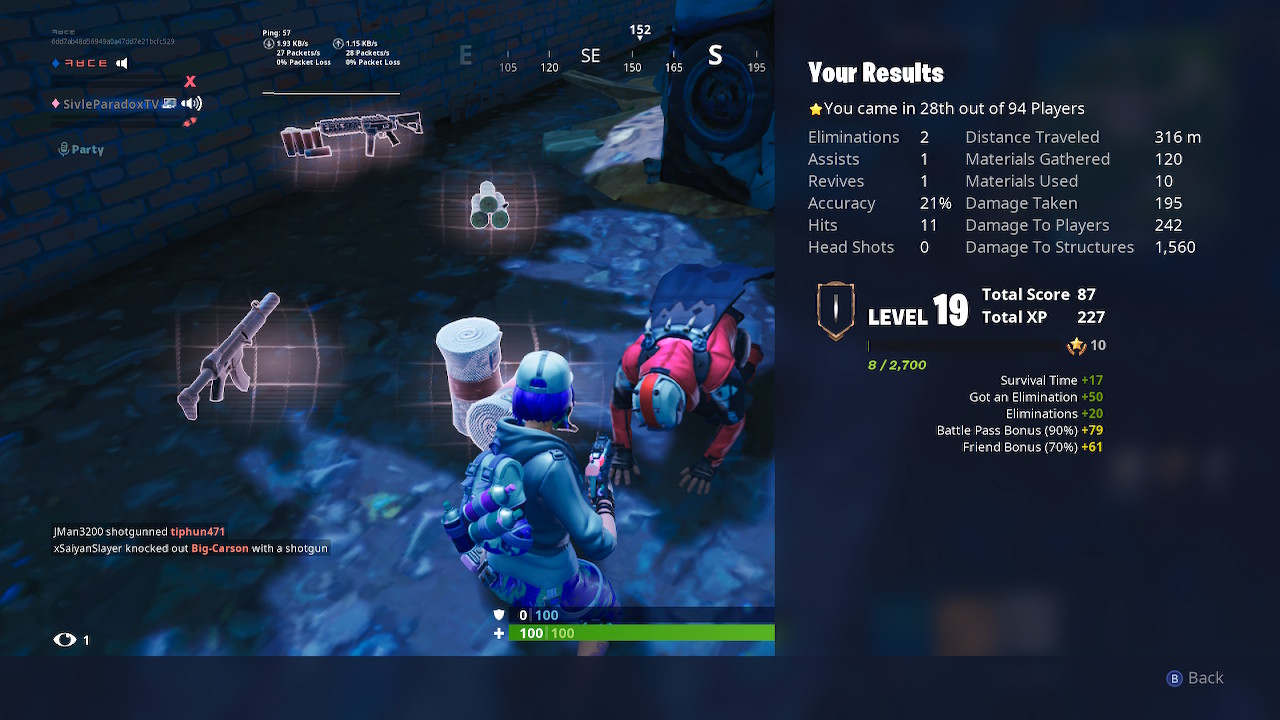 6dd7ab48d56949a0a47dd7e21bcfc529
SivleParadoxTV
Party
Ping: 57
1.93 KB/s 1.15 KB/s
27 Packets/s 28 Packets/s
0% Packet Loss 0% Packet Loss
152
E 105 120 SE 150 165 S 195
JMan3200 shotgunned tiphun471
xSaiyanSlayer knocked out Big-Carson with a shotgun
1
0 100
100 100
Your Results
You came in 28th out of 94 Players
Eliminations 2 Distance Traveled 316 m
Assists 1 Materials Gathered 120
Revives 1 Materials Used 10
Accuracy 21% Damage Taken 195
Hits 11 Damage To Players 242
Head Shots 0 Damage To Structures 1,560
LEVEL 19
Total Score 87
Total XP 227
10
8 / 2,700
Survival Time +17
Got an Elimination +50
Eliminations +20
Battle Pass Bonus (90%) +79
Friend Bonus (70%) +61
B Back